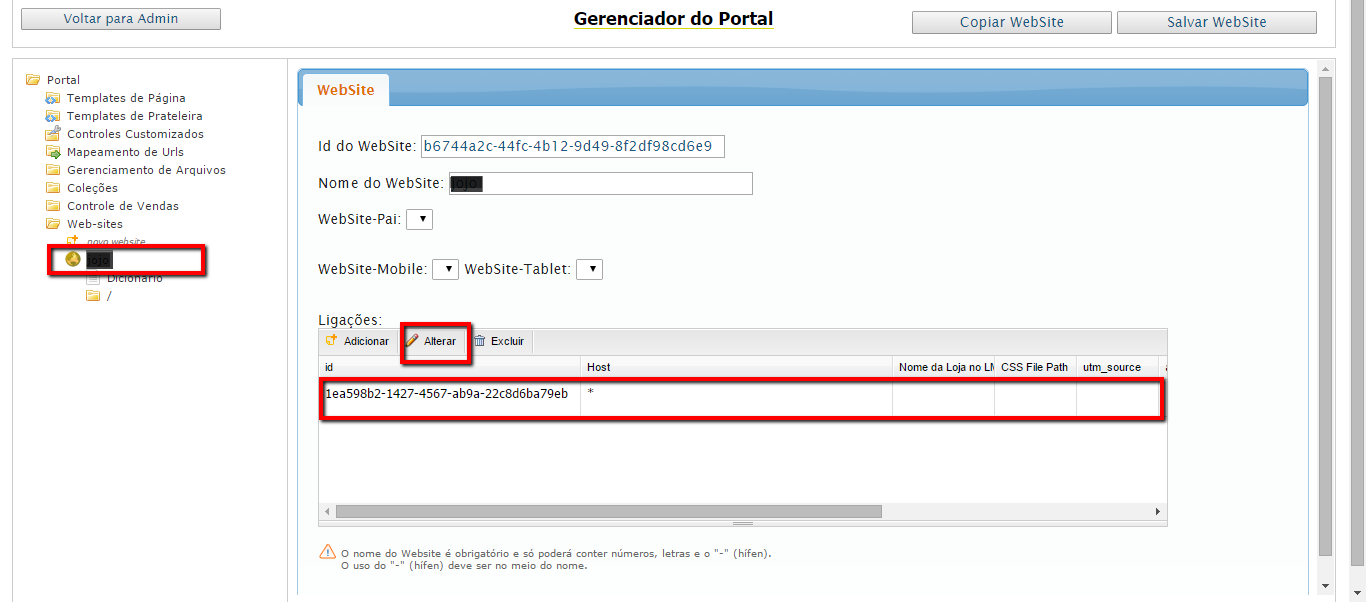 Voltar para Admin
Gerenciador do Portal
Copiar WebSite
Salvar WebSite
Portal
Templates de Página
Templates de Prateleira
Controles Customizados
Mapeamento de Urls
Gerenciamento de Arquivos
Coleções
Controle de Vendas
Web-sites
novo website
Dicionário
/
WebSite
Id do WebSite: b6744a2c-44fc-4b12-9d49-8f2df98cd6e9
Nome do WebSite:
WebSite-Pai:
WebSite-Mobile: WebSite-Tablet:
Ligações:
Adicionar Alterar Excluir
id Host Nome da Loja no LM CSS File Path utm_source
1ea598b2-1427-4567-ab9a-22c8d6ba79eb *
O nome do Website é obrigatório e só poderá conter números, letras e o "-" (hífen).
O uso do "-" (hífen) deve ser no meio do nome.